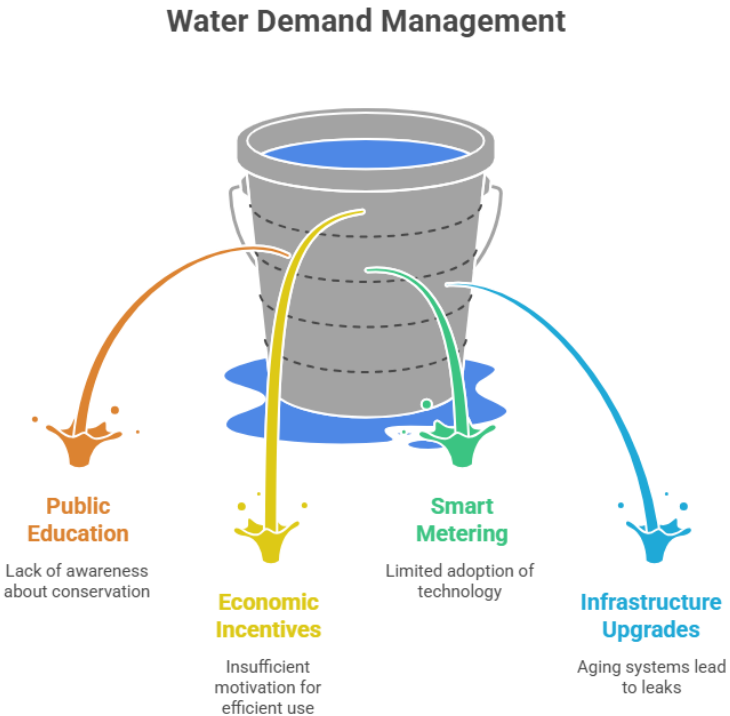 Water Demand Management
Public
Education
Lack of awareness
about conservation
Economic
Incentives
Insufficient
motivation for
efficient use
Smart
Metering
Limited adoption of
technology
Infrastructure
Upgrades
Aging systems lead
to leaks